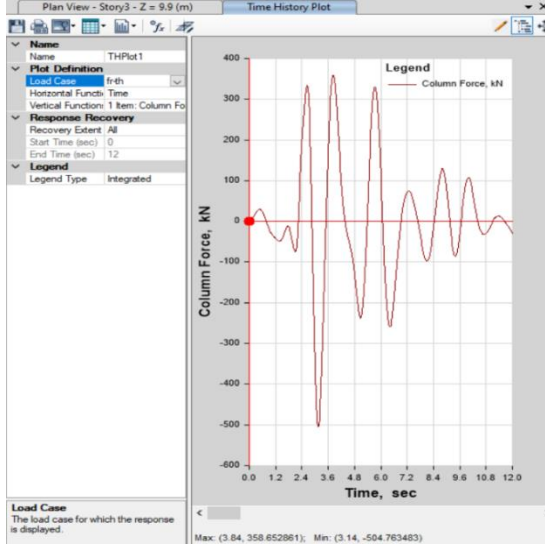 Plan View - Story3 - Z = 9.9 (m)
Time History Plot
Name
Name THPlot1
Plot Definition
Load Case fr-th
Horizontal Functi Time
Vertical Function 1 Item: Column Fo
Response Recovery
Recovery Extent All
Start Time (sec) 0
End Time (sec) 12
Legend
Legend Type Integrated
Load Case
The load case for which the response
is displayed.
Legend
Column Force, kN
400
300
200
100
0
-100
-200
-300
-400
-500
-600
Column Force, kN
0.0 1.2 2.4 3.6 4.8 6.0 7.2 8.4 9.6 10.8 12.0
Time, sec
Max: (3.84, 358.652861); Min: (3.14, -504.763483)